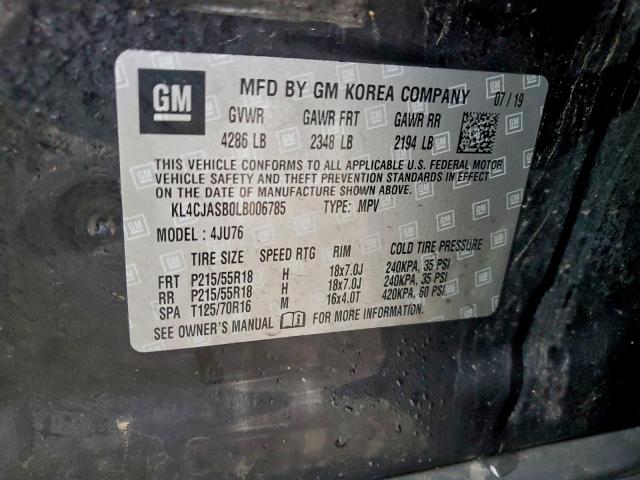 GM
MFD BY GM KOREA COMPANY 07/19
GVWR GAWR FRT GAWR RR
4286 LB 2348 LB 2194 LB
THIS VEHICLE CONFORMS TO ALL APPLICABLE U.S. FEDERAL MOTOR
VEHICLE SAFETY AND THEFT PREVENTION STANDARDS IN EFFECT
ON THE DATE OF MANUFACTURE SHOWN ABOVE.
KL4CJASB0LB006785 TYPE: MPV
MODEL: 4JU76
TIRE SIZE SPEED RTG RIM COLD TIRE PRESSURE
FRT P215/55R18 H 18x7.0J 240KPA, 35 PSI
RR P215/55R18 H 18x7.0J 240KPA, 35 PSI
SPA T125/70R16 M 16x4.0T 420KPA, 60 PSI
SEE OWNER'S MANUAL FOR MORE INFORMATION.